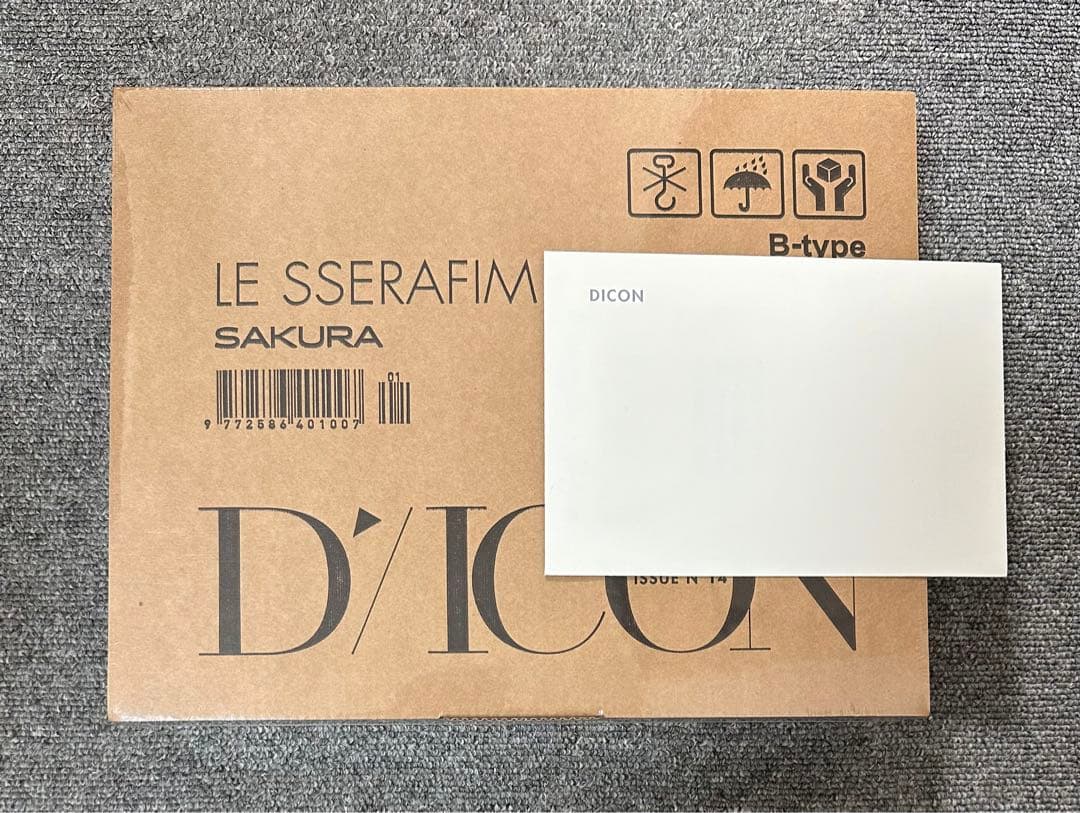 B-type
LE SSERAFIM
SAKURA
01
9 772586 401007
DICON
D'/ICON
ISSUE N 14